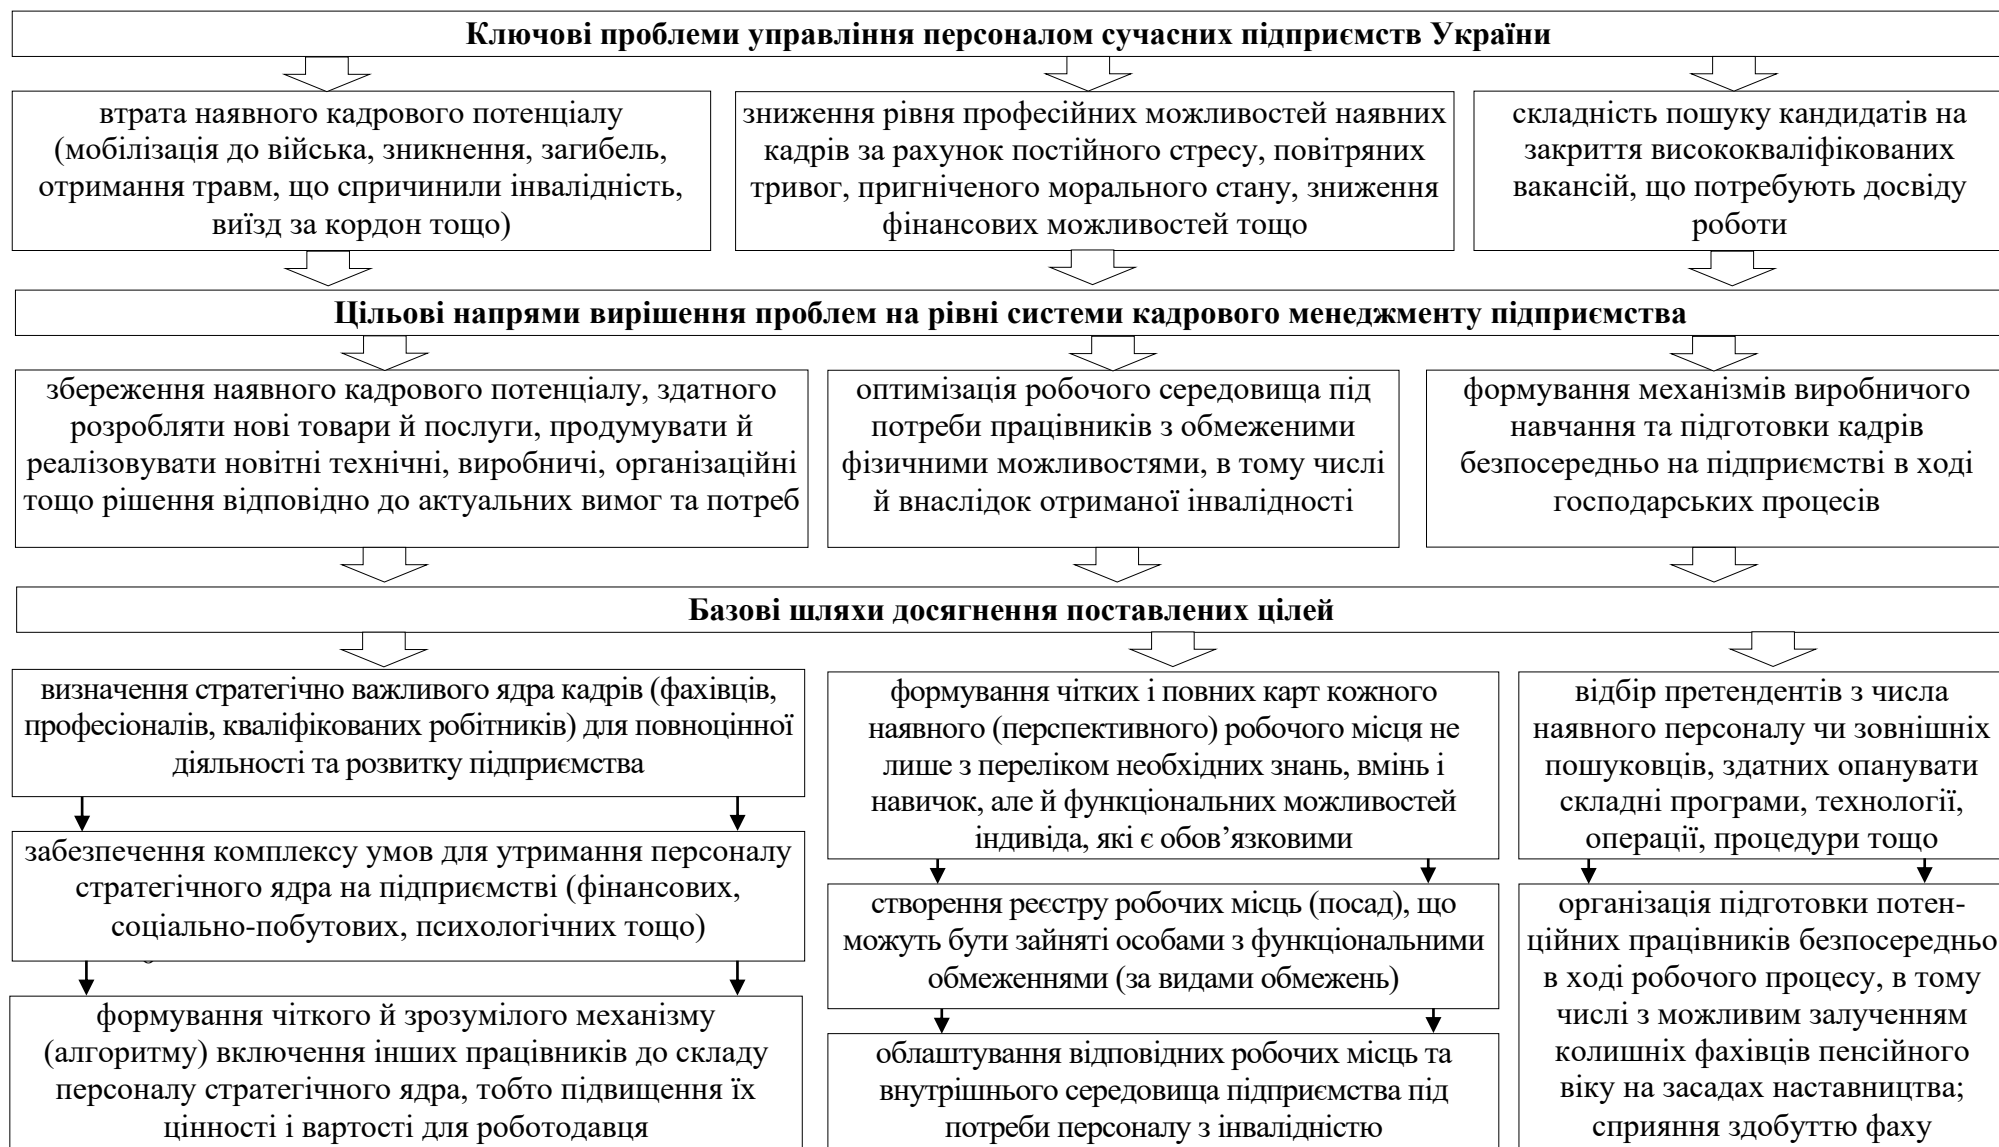 Ключові проблеми управління персоналом сучасних підприємств України
втрата наявного кадрового потенціалу
(мобілізація до війська, зникнення, загибель,
отримання травм, що спричинили інвалідність,
виїзд за кордон тощо)
зниження рівня професійних можливостей наявних
кадрів за рахунок постійного стресу, повітряних
тривог, пригніченого морального стану, зниження
фінансових можливостей тощо
складність пошуку кандидатів на
закриття висококваліфікованих
вакансій, що потребують досвіду
роботи
Цільові напрями вирішення проблем на рівні системи кадрового менеджменту підприємства
збереження наявного кадрового потенціалу, здатного
розробляти нові товари й послуги, продумувати й
реалізовувати новітні технічні, виробничі, організаційні
тощо рішення відповідно до актуальних вимог та потреб
оптимізація робочого середовища під
потреби працівників з обмеженими
фізичними можливостями, в тому числі
й внаслідок отриманої інвалідності
формування механізмів виробничого
навчання та підготовки кадрів
безпосередньо на підприємстві в ході
господарських процесів
Базові шляхи досягнення поставлених цілей
визначення стратегічно важливого ядра кадрів (фахівців,
професіоналів, кваліфікованих робітників) для повноцінної
діяльності та розвитку підприємства
забезпечення комплексу умов для утримання персоналу
стратегічного ядра на підприємстві (фінансових,
соціально-побутових, психологічних тощо)
формування чіткого й зрозумілого механізму
(алгоритму) включення інших працівників до складу
персоналу стратегічного ядра, тобто підвищення їх
цінності і вартості для роботодавця
формування чітких і повних карт кожного
наявного (перспективного) робочого місця не
лише з переліком необхідних знань, вмінь і
навичок, але й функціональних можливостей
індивіда, які є обов’язковими
створення реєстру робочих місць (посад), що
можуть бути зайняті особами з функціональними
обмеженнями (за видами обмежень)
облаштування відповідних робочих місць та
внутрішнього середовища підприємства під
потреби персоналу з інвалідністю
відбір претендентів з числа
наявного персоналу чи зовнішніх
пошуковців, здатних опанувати
складні програми, технології,
операції, процедури тощо
організація підготовки потен-
ційних працівників безпосередньо
в ході робочого процесу, в тому
числі з можливим залученням
колишніх фахівців пенсійного
віку на засадах наставництва;
сприяння здобуттю фаху